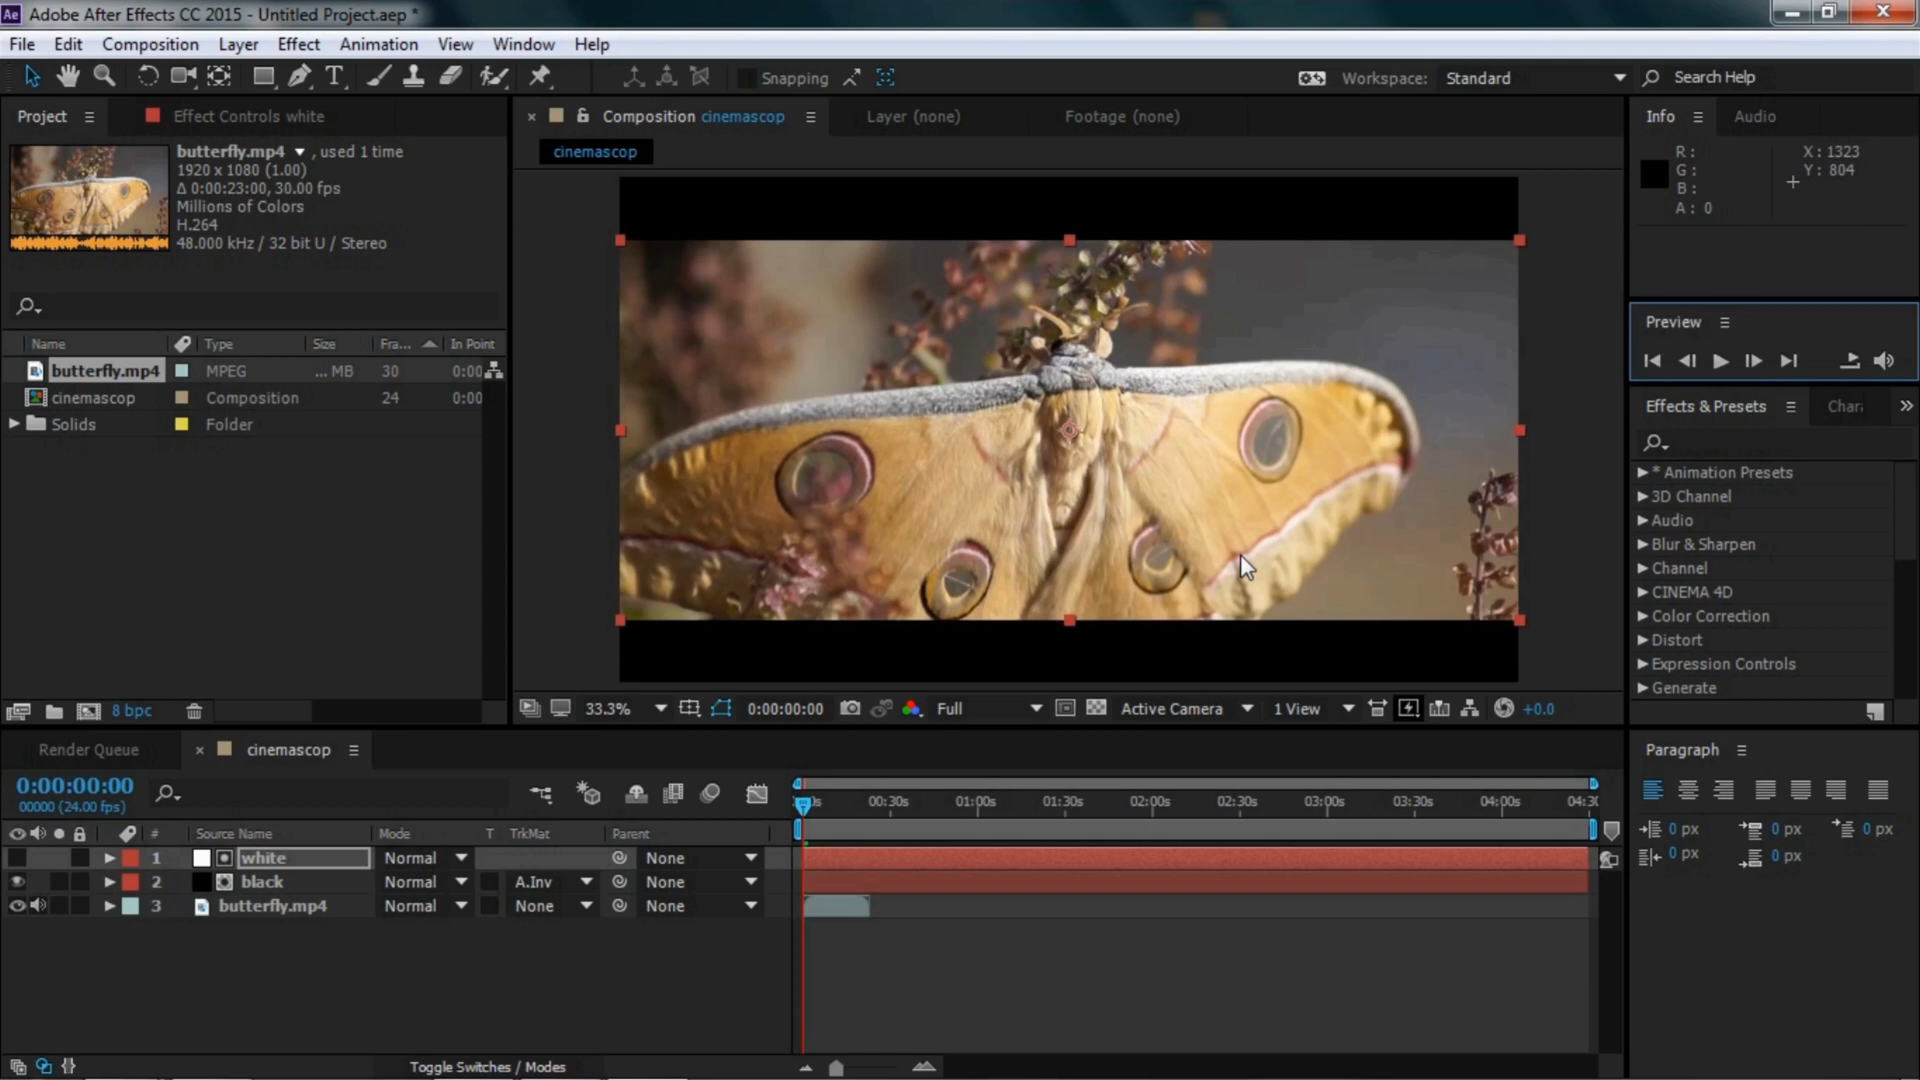 Adobe After Effects CC 2015 - Untitled Project.aep *
File Edit Composition Layer Effect Animation View Window Help
Snapping
Workspace: Standard
Search Help
Project
Effect Controls white
butterfly.mp4 , used 1 time
1920 x 1080 (1.00)
Δ 0:00:23:00, 30.00 fps
Millions of Colors
H.264
48.000 kHz / 32 bit U / Stereo
Name Type Size Fra... In Point
butterfly.mp4 MPEG ... MB 30 0:00
cinemascop Composition 24 0:00
Solids Folder
8 bpc
Composition cinemascop
Layer (none)
Footage (none)
cinemascop
33.3% 0:00:00:00 Full Active Camera 1 View +0.0
Info
Audio
R:
G:
B:
A: 0
X: 1323
Y: 804
Preview
Effects & Presets
Chara
* Animation Presets
3D Channel
Audio
Blur & Sharpen
Channel
CINEMA 4D
Color Correction
Distort
Expression Controls
Generate
Render Queue
cinemascop
0:00:00:00
00000 (24.00 fps)
00:30s 01:00s 01:30s 02:00s 02:30s 03:00s 03:30s 04:00s
# Source Name Mode T TrkMat Parent
1 white Normal None
2 black Normal A.Inv None
3 butterfly.mp4 Normal None None
Toggle Switches / Modes
Paragraph
0 px 0 px 0 px
0 px 0 px